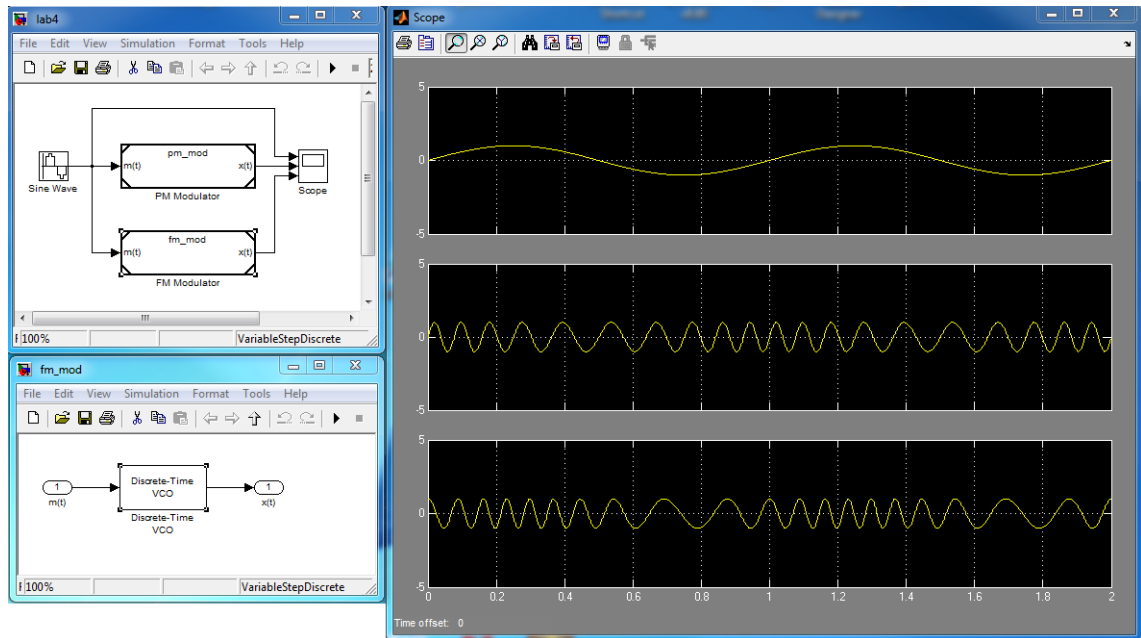 lab4
File Edit View Simulation Format Tools Help
pm_mod
m(t)
x(t)
PM Modulator
Sine Wave
Scope
fm_mod
m(t)
x(t)
FM Modulator
100%
VariableStepDiscrete
fm_mod
File Edit View Simulation Format Tools Help
1
m(t)
Discrete-Time
VCO
Discrete-Time
VCO
1
x(t)
100%
VariableStepDiscrete
Scope
5
0
-5
5
0
-5
5
0
-5
0 0.2 0.4 0.6 0.8 1 1.2 1.4 1.6 1.8 2
Time offset: 0